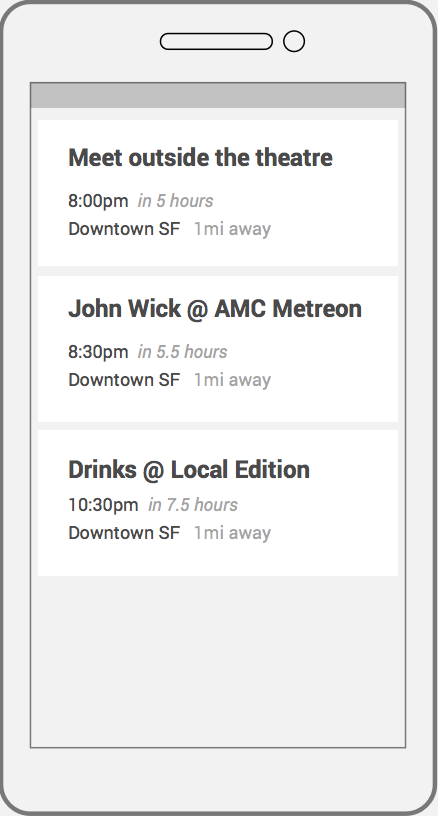 Meet outside the theatre
8:00pm in 5 hours
Downtown SF 1mi away
John Wick @ AMC Metreon
8:30pm in 5.5 hours
Downtown SF 1mi away
Drinks @ Local Edition
10:30pm in 7.5 hours
Downtown SF 1mi away